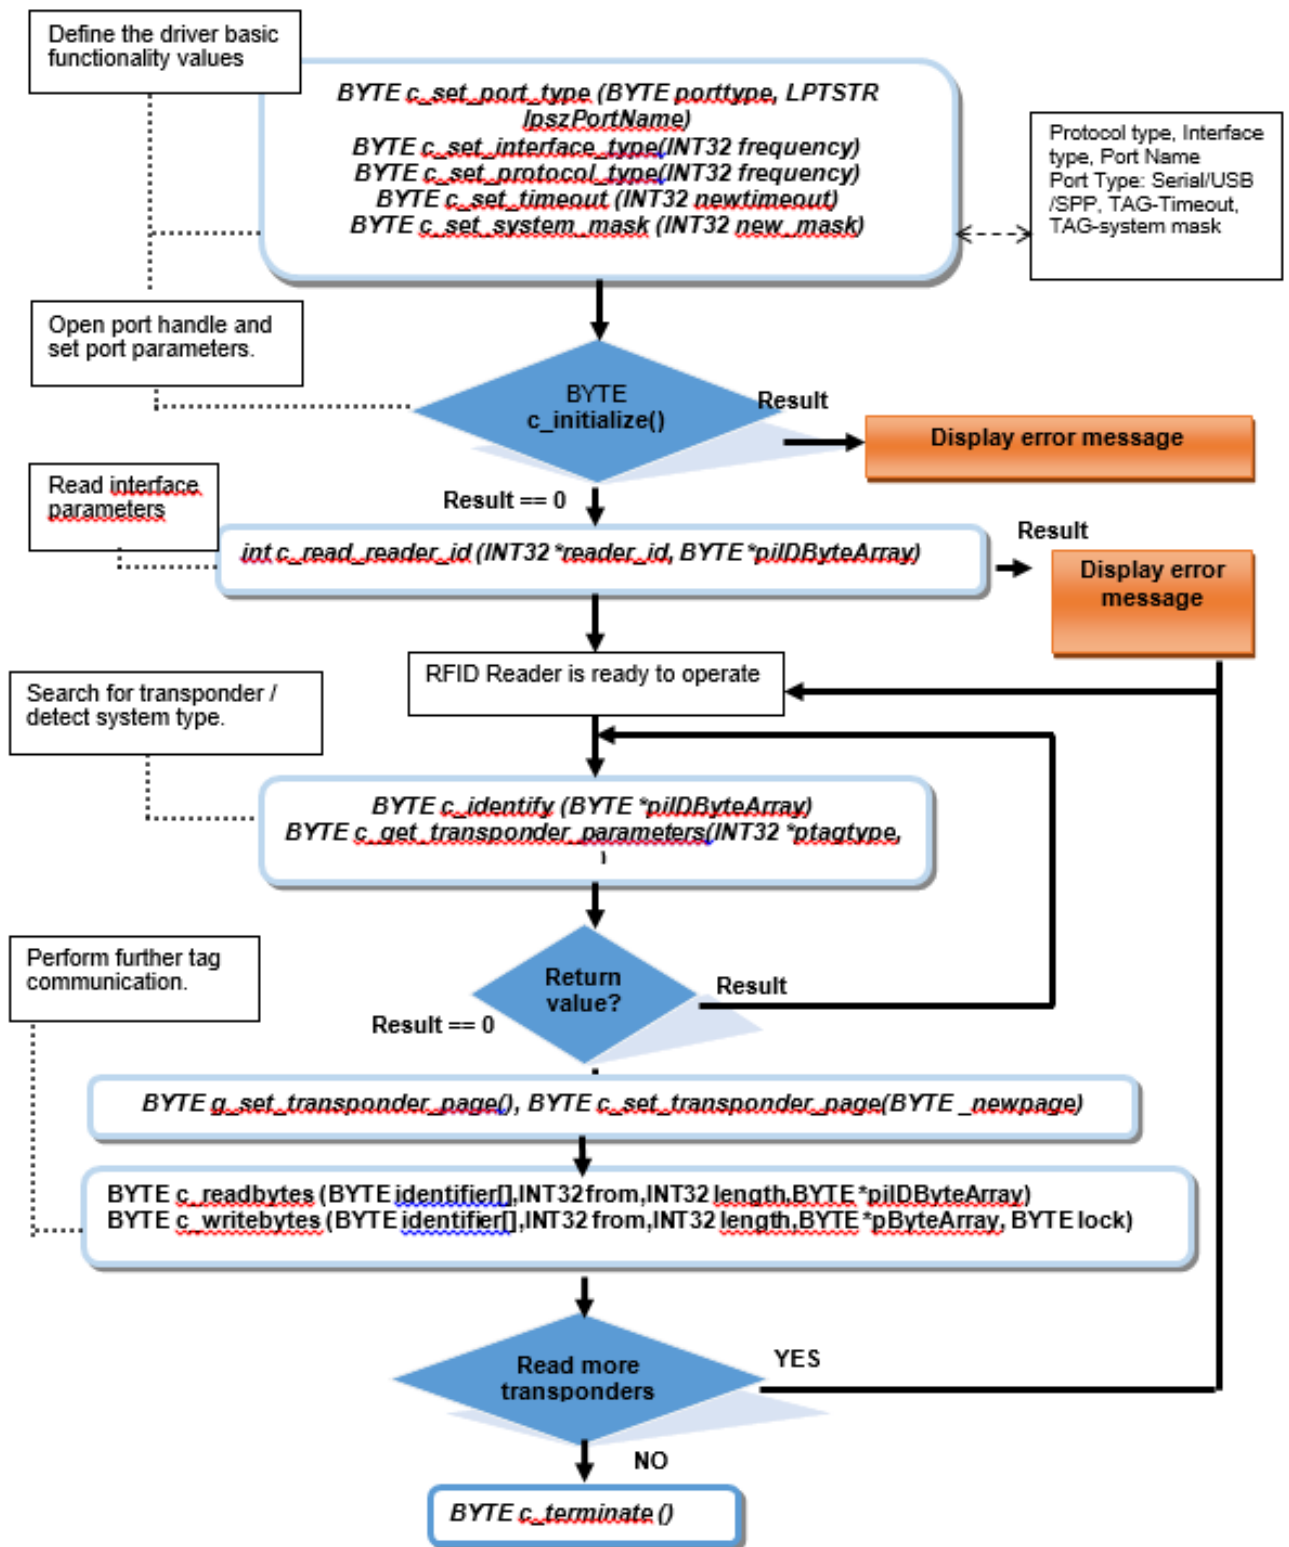 Define the driver basic
functionality values
BYTE c_set_port_type (BYTE porttype, LPTSTR
lpszPortName)
BYTE c_set_interface_type(INT32 frequency)
BYTE c_set_protocol_type(INT32 frequency)
BYTE c_set_timeout (INT32 newtimeout)
BYTE c_set_system_mask (INT32 new_mask)
Protocol type, Interface
type, Port Name
Port Type: Serial/USB
/SPP, TAG-Timeout,
TAG-system mask
Open port handle and
set port parameters.
BYTE
c_initialize()
Result
Display error message
Read interface
parameters
Result == 0
int c_read_reader_id (INT32 *reader_id, BYTE *pilDByteArray)
Result
Display error
message
RFID Reader is ready to operate
Search for transponder /
detect system type.
BYTE c_identify (BYTE *pilDByteArray)
BYTE c_get_transponder_parameters(INT32 *ptagtype,
)
Perform further tag
communication.
Return
value?
Result
Result == 0
BYTE g_set_transponder_page(), BYTE c_set_transponder_page(BYTE _newpage)
BYTE c_readbytes (BYTE identifier[],INT32 from,INT32 length,BYTE *pilDByteArray)
BYTE c_writebytes (BYTE identifier[],INT32 from,INT32 length,BYTE *pByteArray, BYTE lock)
Read more
transponders
YES
NO
BYTE c_terminate ()